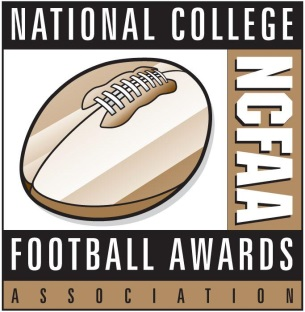 NATIONAL COLLEGE
NCFAA
FOOTBALL AWARDS
ASSOCIATION